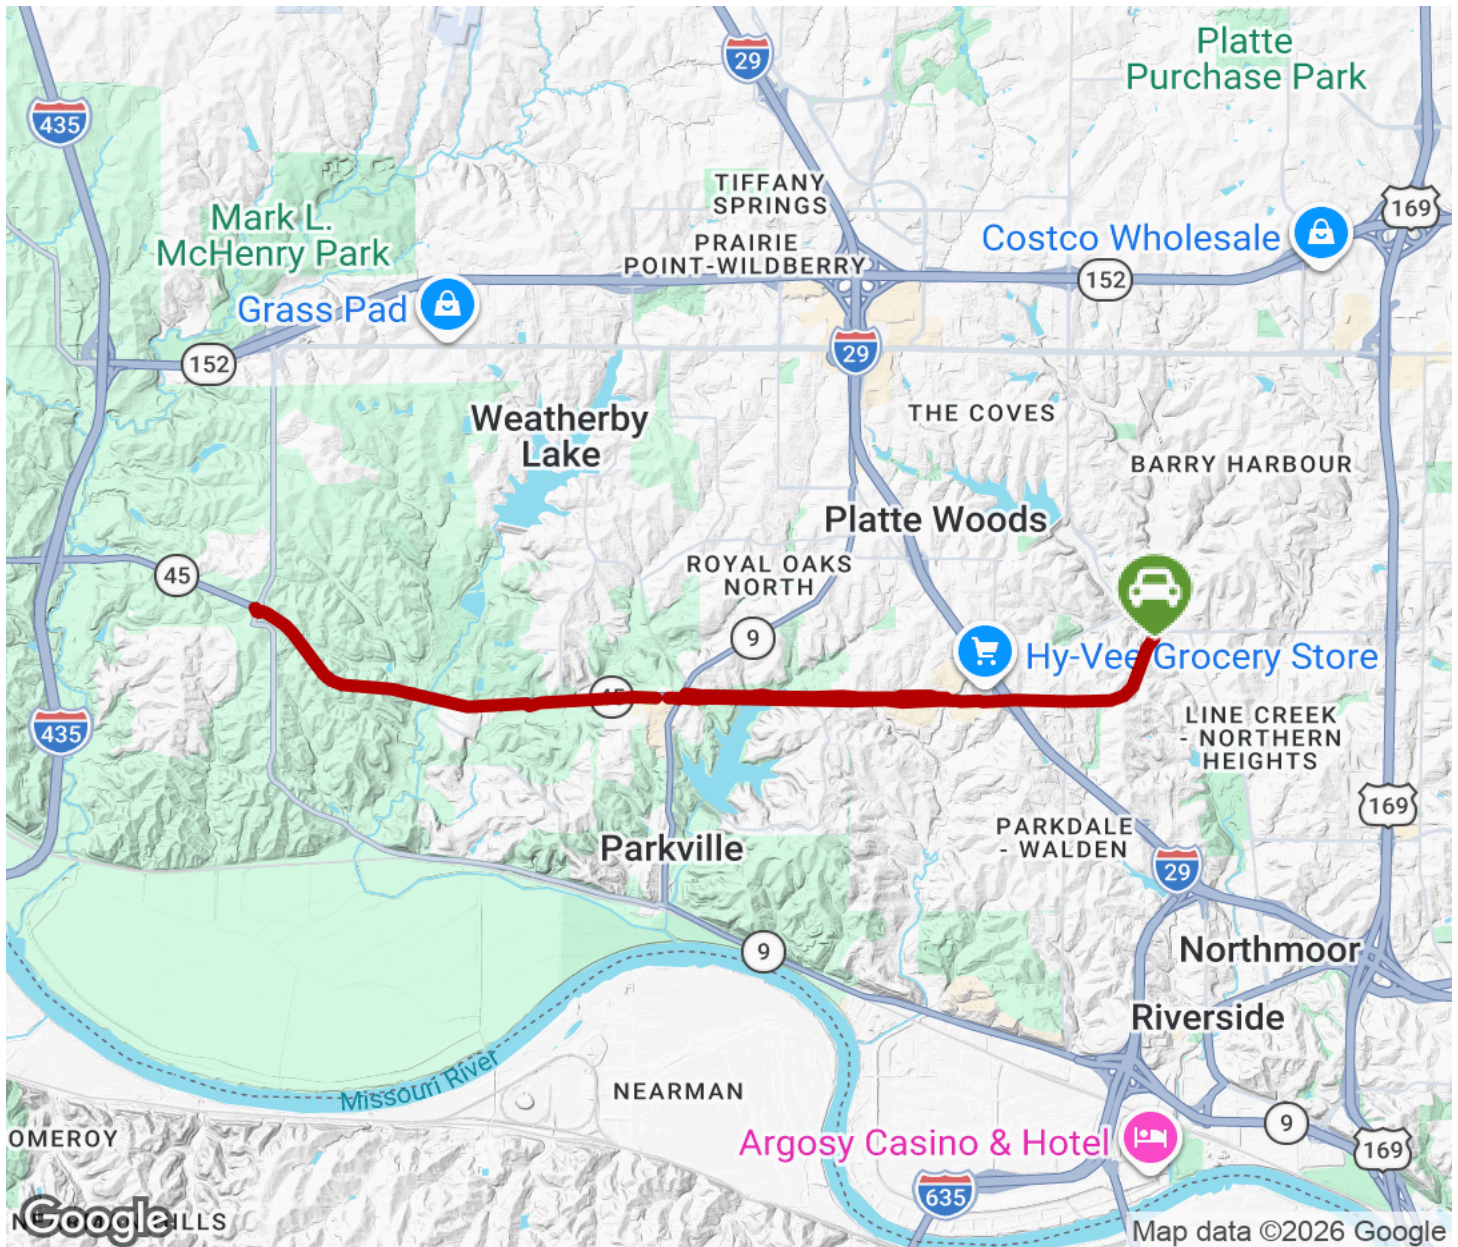 29
Platte
Purchase Park
435
TIFFANY
SPRINGS
169
Mark L.
McHenry Park
Costco Wholesale
PRAIRIE
POINT-WILDBERRY
152
Grass Pad
29
152
THE COVES
Weatherby
Lake
BARRY HARBOUR
Platte Woods
ROYAL OAKS
NORTH
45
9
Hy-Vee Grocery Store
45
LINE CREEK
- NORTHERN
HEIGHTS
435
169
PARKDALE
- WALDEN
Parkville
29
9
Northmoor
Riverside
Missouri River
NEARMAN
9
OMEROY
Argosy Casino & Hotel
169
635
Google
HILLS
Map data ©2026 Google